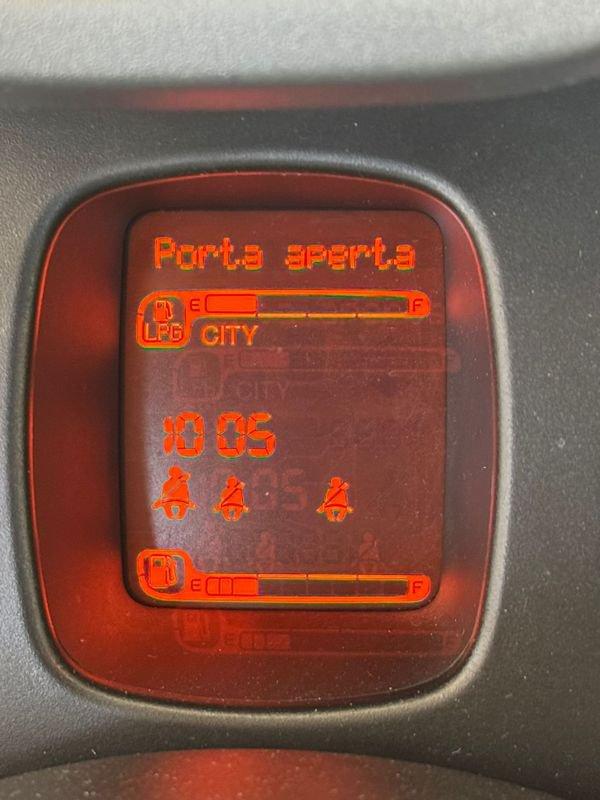 Porta aperta
E F
LPG CITY
10 05
E F